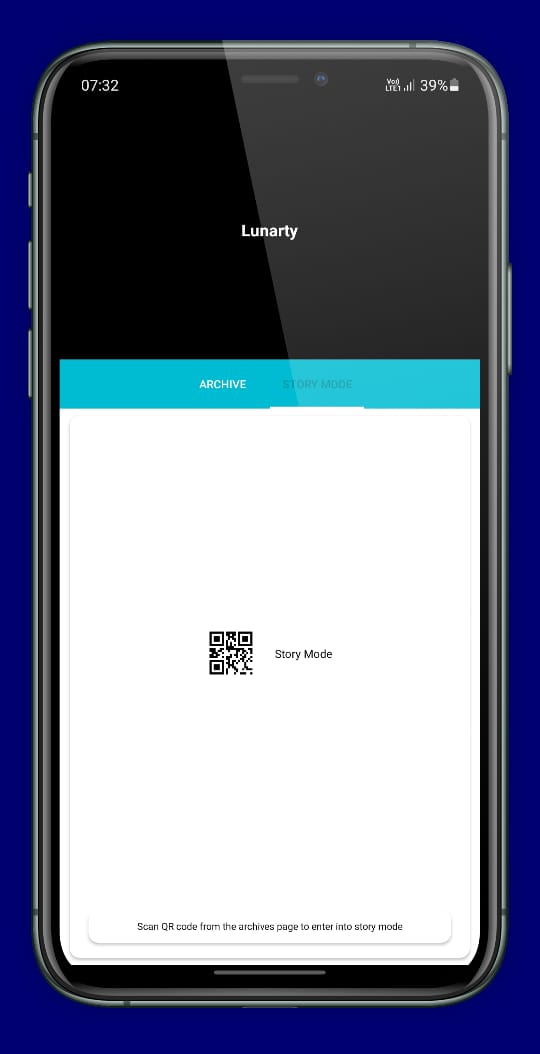 07:32
Vo)) LTE1 39%
Lunarty
ARCHIVE STORY MODE
Story Mode
Scan QR code from the archives page to enter into story mode